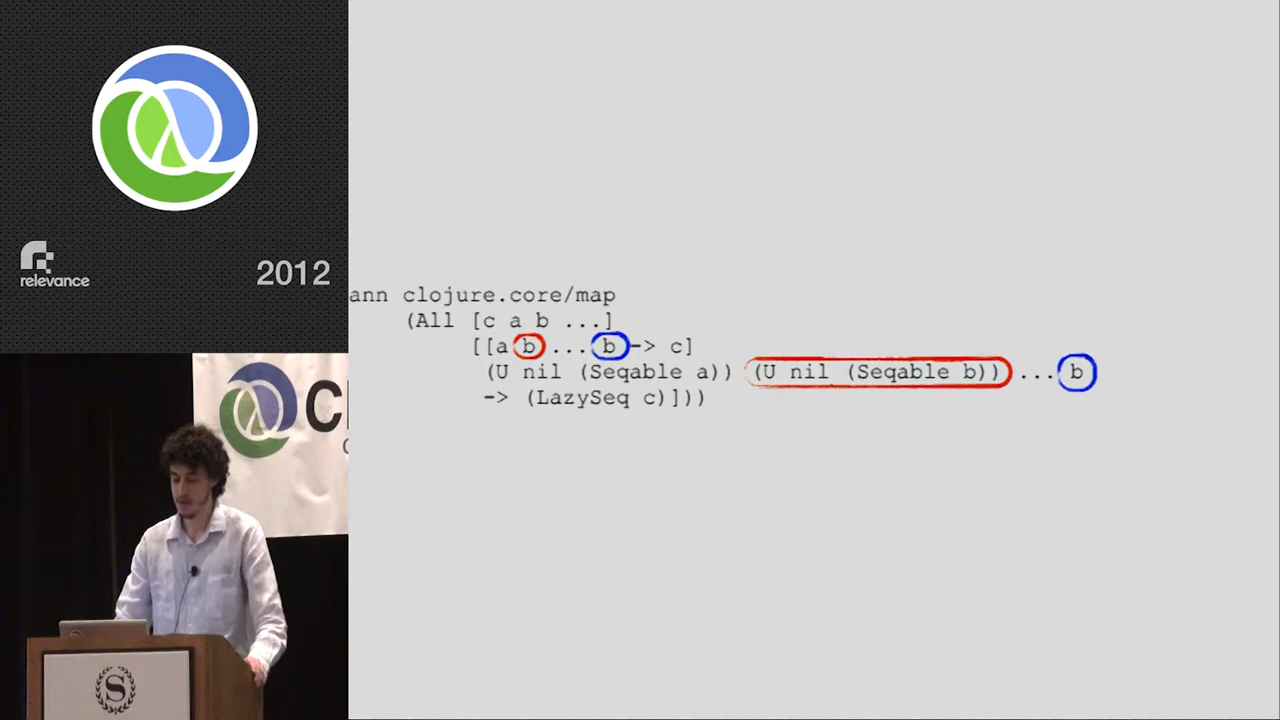 relevance
2012
ann clojure.core/map
(All [c a b ...]
[[a b ... b -> c]
(U nil (Seqable a)) (U nil (Seqable b)) ... b
-> (LazySeq c)]))
S